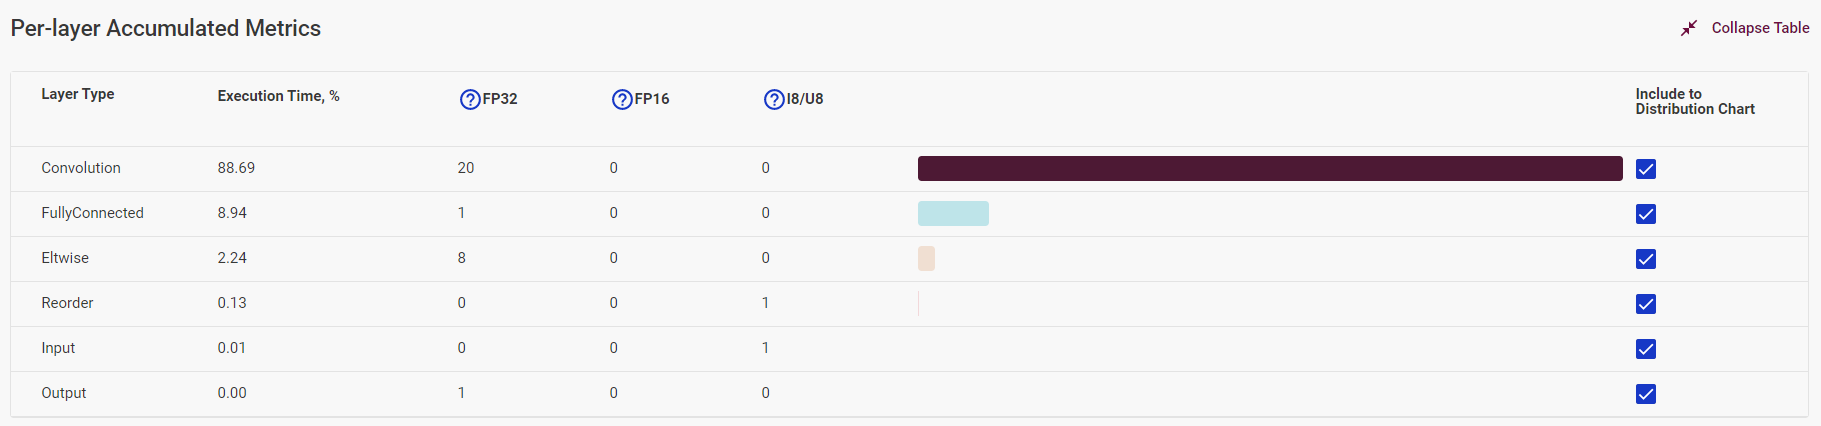 Per-layer Accumulated Metrics
Collapse Table
Layer Type Execution Time, % ? FP32 ? FP16 ? I8/U8 Include to
Distribution Chart
Convolution 88.69 20 0 0
FullyConnected 8.94 1 0 0
Eltwise 2.24 8 0 0
Reorder 0.13 0 0 1
Input 0.01 0 0 1
Output 0.00 1 0 0